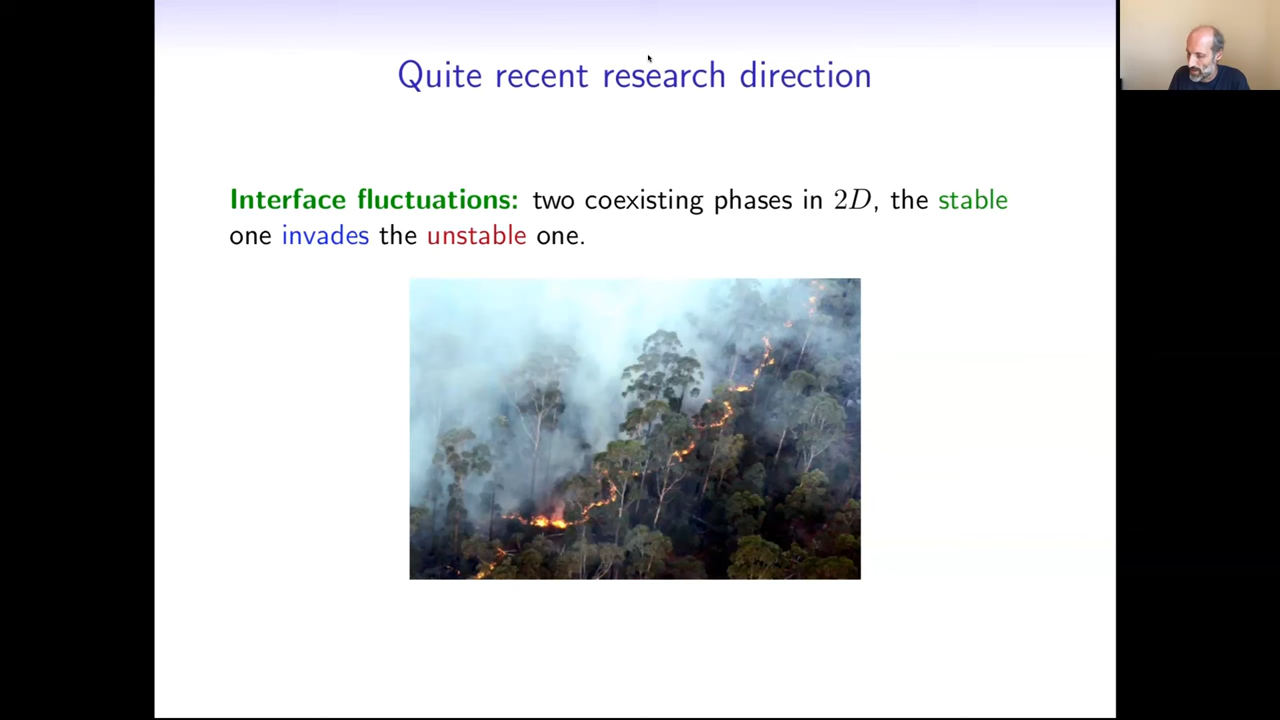 Quite recent research direction
Interface fluctuations: two coexisting phases in 2D, the stable
one invades the unstable one.